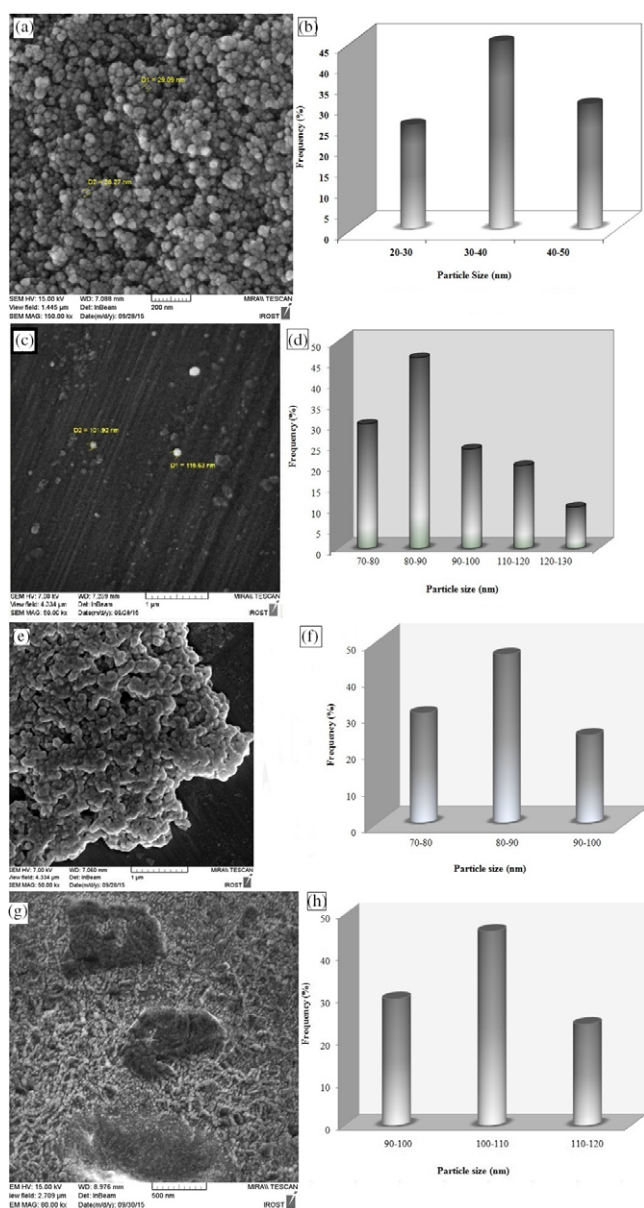 (a)
D1 = 29.09 nm
D2 = 28.27 nm
SEM HV: 15.00 kV WD: 7.088 mm MIRA\\ TESCAN
View field: 1.445 µm Det: InBeam 200 nm
SEM MAG: 150.00 kx Date(m/d/y): 09/28/15 IROST
(b)
Frequency (%)
45
40
35
30
25
20
15
10
5
0
20-30 30-40 40-50
Particle Size (nm)
(c)
D2 = 101.92 nm
D1 = 118.63 nm
SEM HV: 7.00 kV WD: 7.239 mm MIRA\\ TESCAN
View field: 4.334 µm Det: InBeam 1 µm
SEM MAG: 50.00 kx Date(m/d/y): 09/28/15 IROST
(d)
Frequency (%)
50
45
40
35
30
25
20
15
10
5
0
70-80 80-90 90-100 110-120 120-130
Particle size (nm)
e
SEM HV: 7.00 kV WD: 7.060 mm MIRA\\ TESCAN
View field: 4.334 µm Det: InBeam 1 µm
SEM MAG: 50.00 kx Date(m/d/y): 09/28/15 IROST
(f)
Frequency (%)
50
40
30
20
10
0
70-80 80-90 90-100
Particle size (nm)
(g)
EM HV: 15.00 kV WD: 8.976 mm MIRA\\ TESCAN
iew field: 2.709 µm Det: InBeam 500 nm
EM MAG: 80.00 kx Date(m/d/y): 09/30/15 IROST
(h)
Frequency (%)
50
40
30
20
10
0
90-100 100-110 110-120
Particle size (nm)